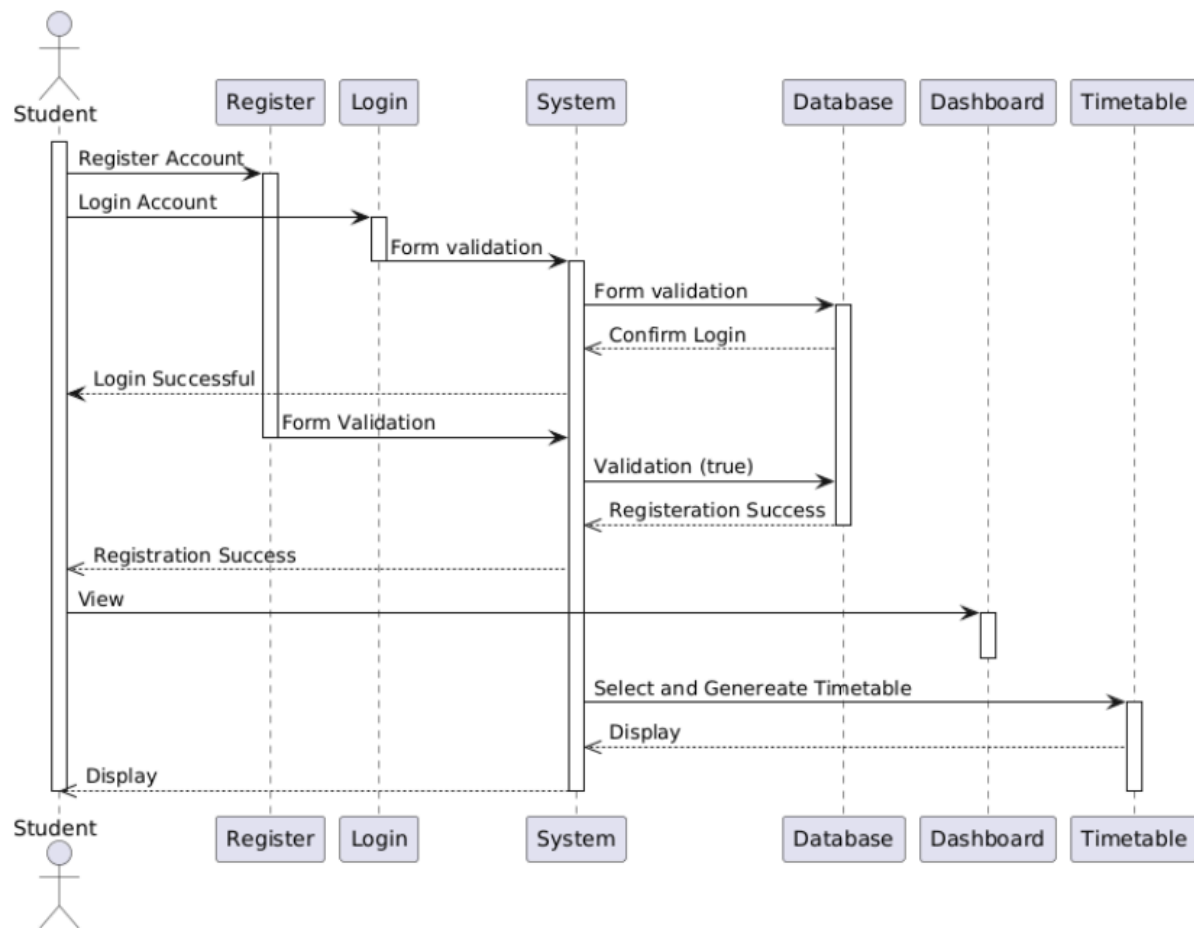 Student
Register
Login
System
Database
Dashboard
Timetable
Register Account
Login Account
Form validation
Form validation
Confirm Login
Login Successful
Form Validation
Validation (true)
Registeration Success
Registration Success
View
Select and Genereate Timetable
Display
Display
Student
Register
Login
System
Database
Dashboard
Timetable